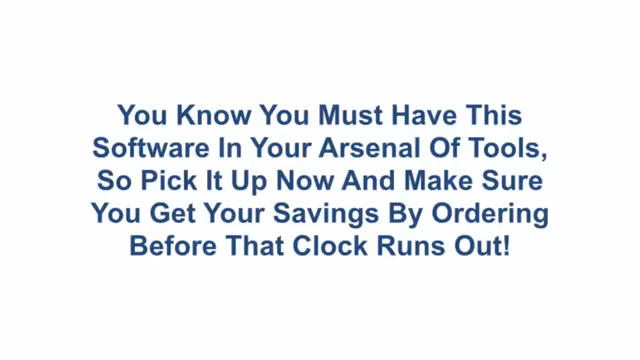 You Know You Must Have This
Software In Your Arsenal Of Tools,
So Pick It Up Now And Make Sure
You Get Your Savings By Ordering
Before That Clock Runs Out!